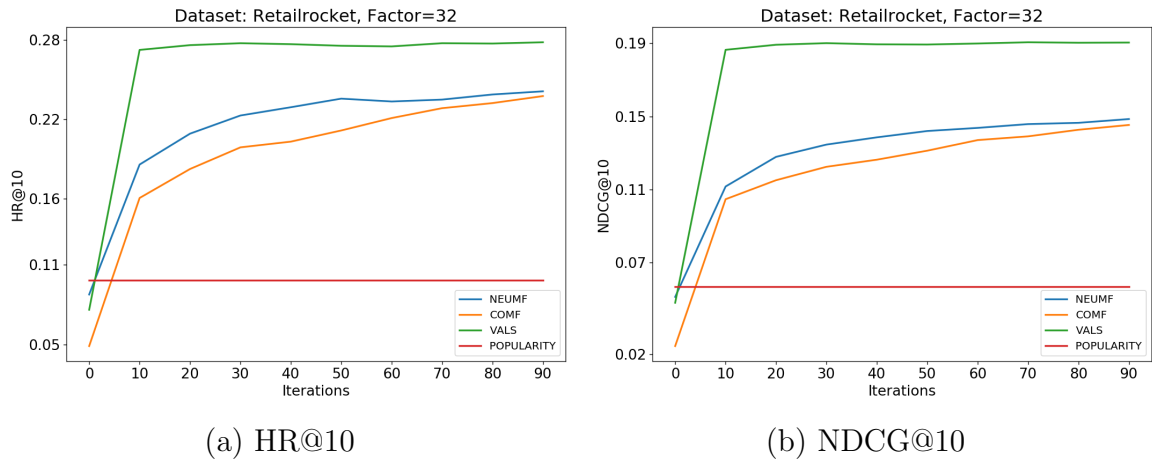 Dataset: Retailrocket, Factor=32
HR@10
0.28
0.22
0.16
0.11
0.05
0 10 20 30 40 50 60 70 80 90
Iterations
NEUMF
COMF
VALS
POPULARITY
(a) HR@10
Dataset: Retailrocket, Factor=32
NDCG@10
0.19
0.15
0.11
0.07
0.02
0 10 20 30 40 50 60 70 80 90
Iterations
NEUMF
COMF
VALS
POPULARITY
(b) NDCG@10